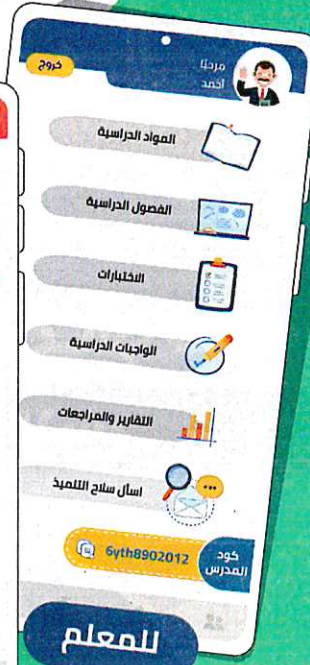 مرحبًا
أحمد
خروج
المواد الدراسية
الفصول الدراسية
الاختبارات
الواجبات الدراسية
التقارير والمراجعات
اسأل سلاح التلميذ
كود
المدرس
6yth8902012
للمعلم